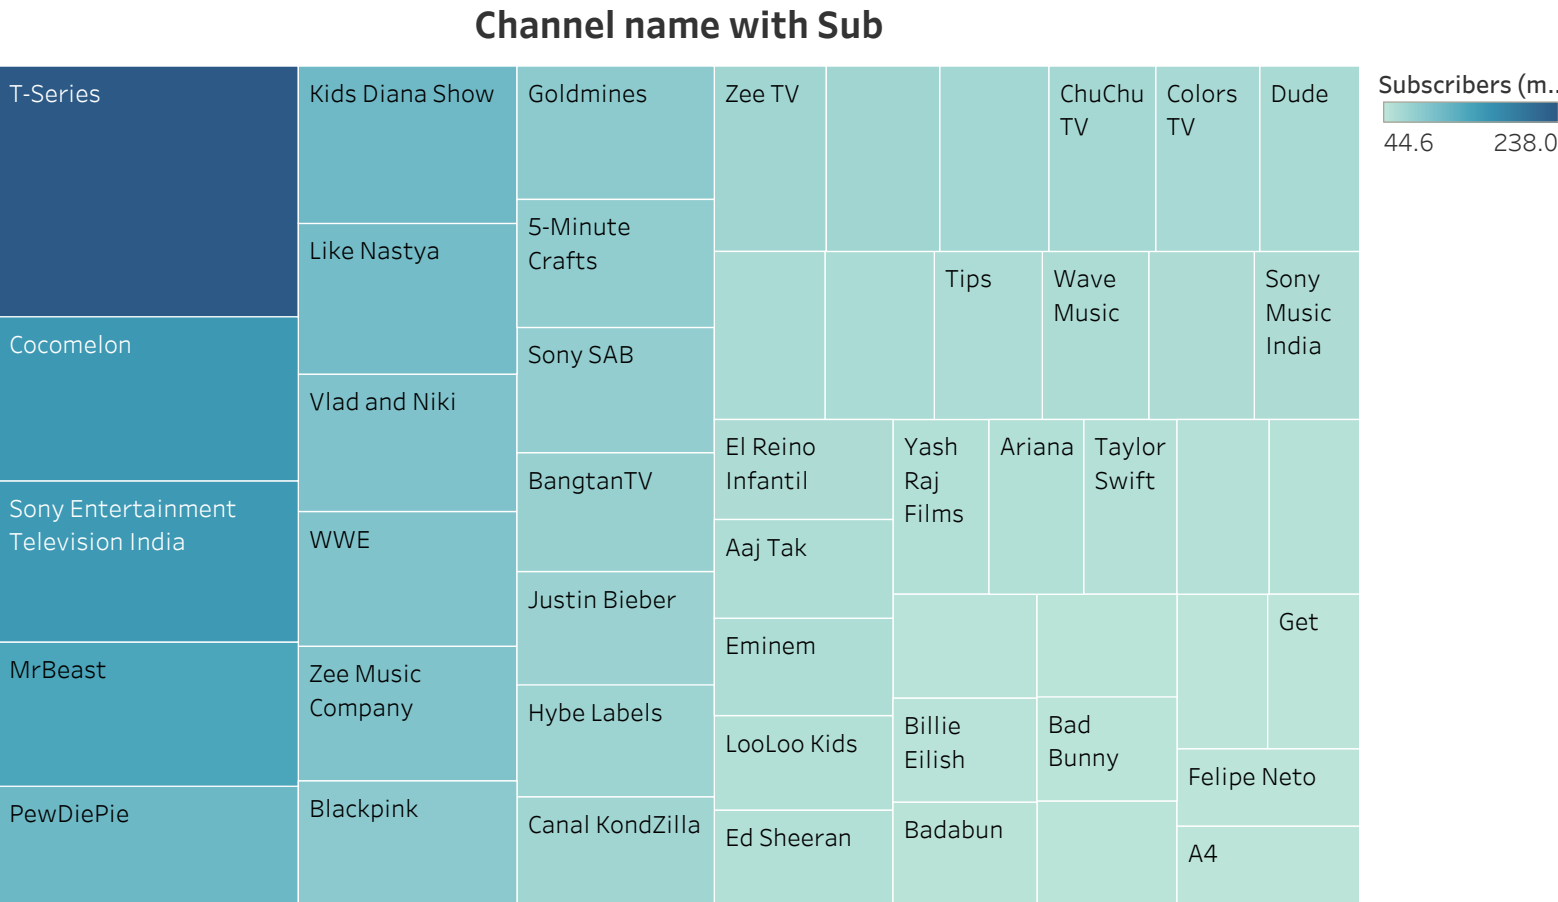 Channel name with Sub
T-Series
Cocomelon
Sony Entertainment
Television India
MrBeast
PewDiePie
Kids Diana Show
Like Nastya
Vlad and Niki
WWE
Zee Music
Company
Blackpink
Goldmines
5-Minute
Crafts
Sony SAB
BangtanTV
Justin Bieber
Hybe Labels
Canal KondZilla
Zee TV
ChuChu
TV
Colors
TV
Dude
Tips
Wave
Music
Sony
Music
India
El Reino
Infantil
Aaj Tak
Eminem
LooLoo Kids
Ed Sheeran
Yash
Raj
Films
Ariana
Taylor
Swift
Billie
Eilish
Badabun
Bad
Bunny
Get
Felipe Neto
A4
Subscribers (m..
44.6 238.0